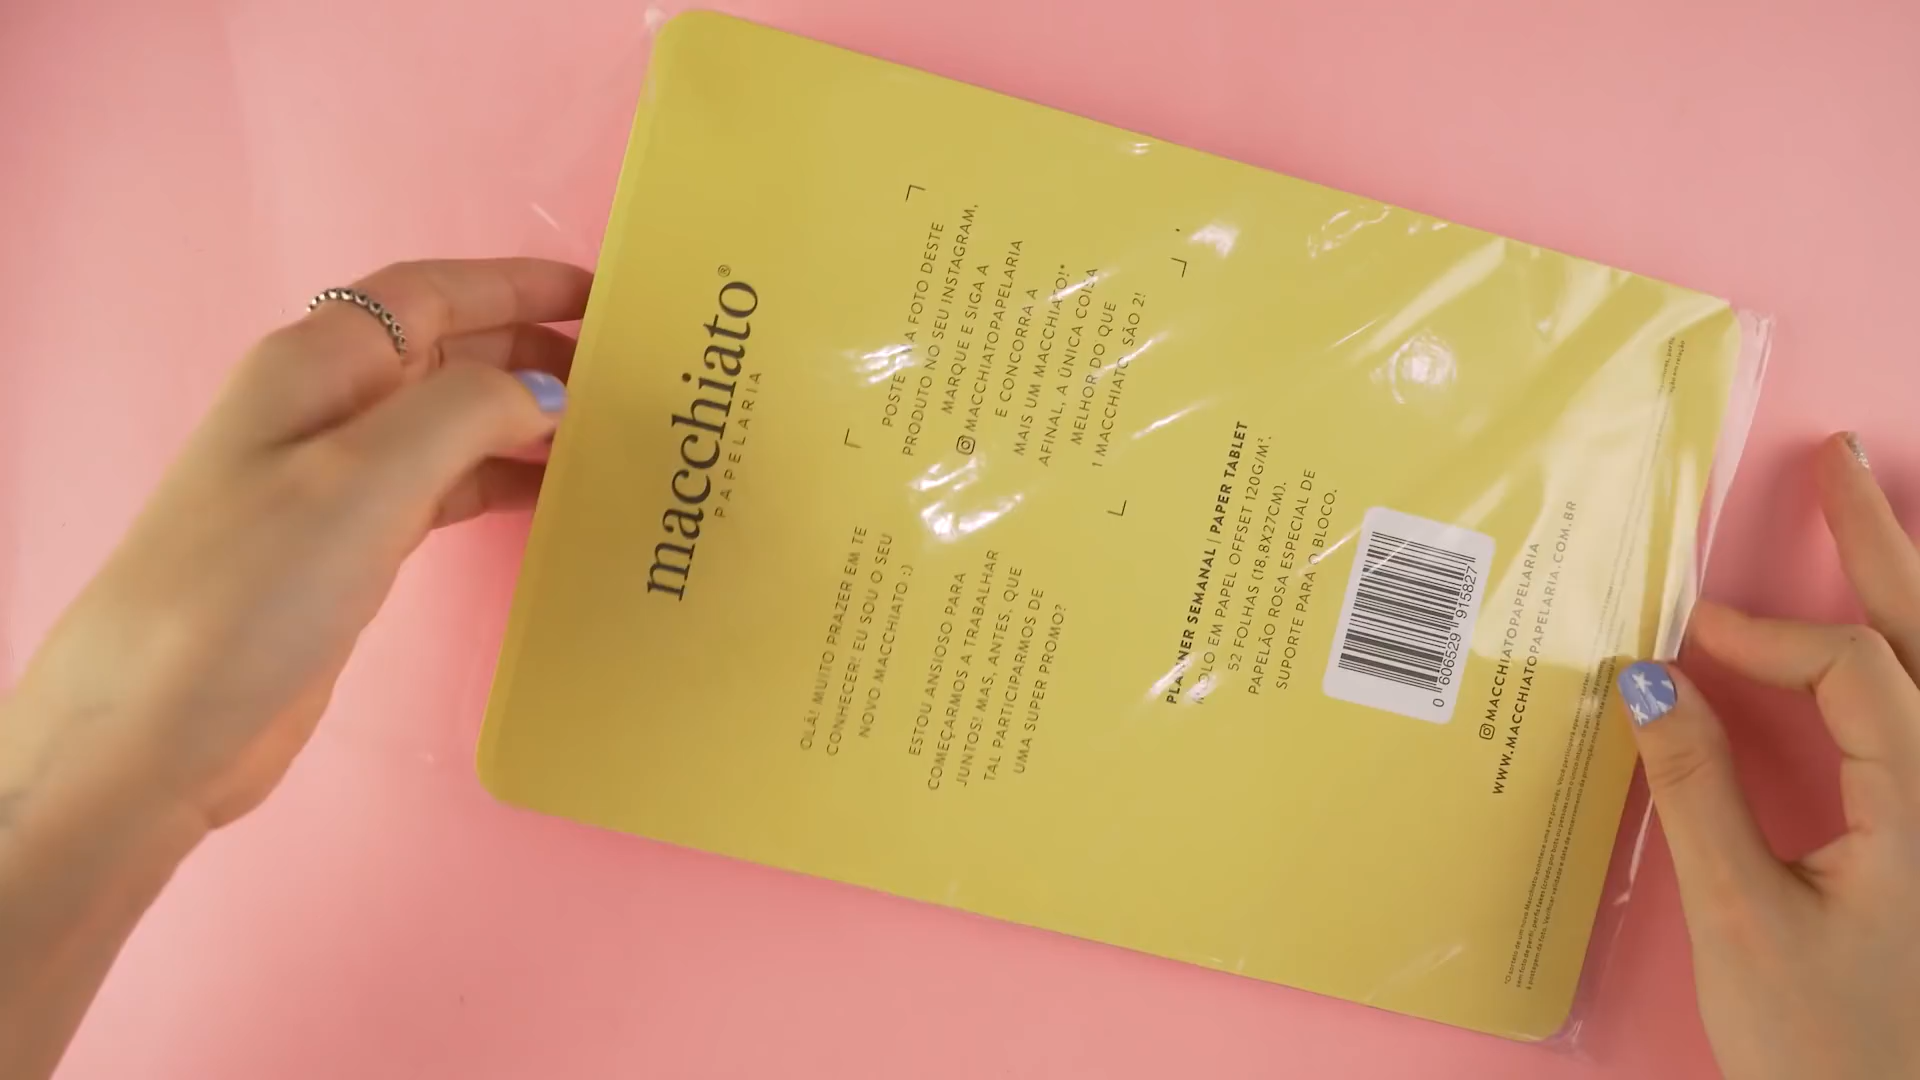 macchiato®
PAPELARIA
OLÁ! MUITO PRAZER EM TE
CONHECER! EU SOU O SEU
NOVO MACCHIATO :)
ESTOU ANSIOSO PARA
COMEÇARMOS A TRABALHAR
JUNTOS! MAS, ANTES, QUE
TAL PARTICIPARMOS DE
UMA SUPER PROMO?
POSTE A FOTO DESTE
PRODUTO NO SEU INSTAGRAM,
MARQUE E SIGA A
MACCHIATOPAPELARIA
E CONCORRA A
MAIS UM MACCHIATO!*
AFINAL, A ÚNICA COISA
MELHOR DO QUE
1 MACCHIATO, SÃO 2!
PLANNER SEMANAL | PAPER TABLET
MIOLO EM PAPEL OFFSET 120G/M².
52 FOLHAS (18,8X27CM).
PAPELÃO ROSA ESPECIAL DE
SUPORTE PARA O BLOCO.
0 606529 915827
MACCHIATOPAPELARIA
WWW.MACCHIATOPAPELARIA.COM.BR